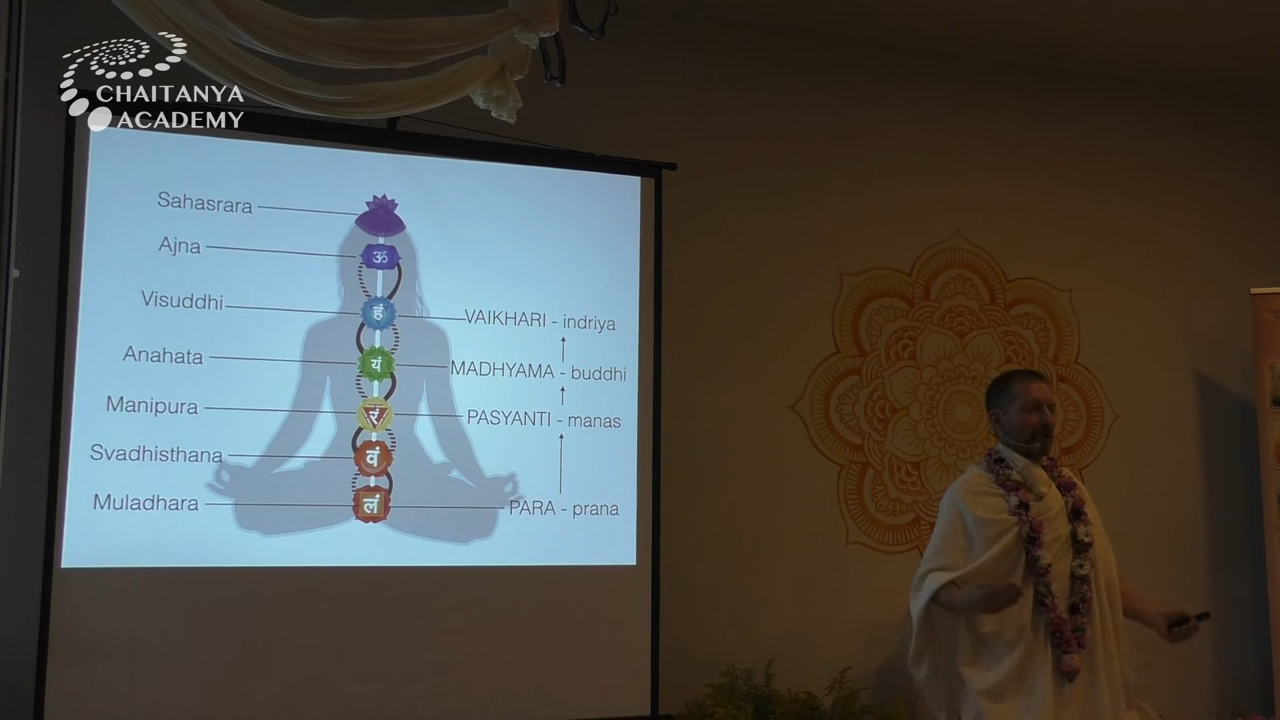 CHAITANYA
ACADEMY
Sahasrara
Ajna
ॐ
Visuddhi
हं
VAIKHARI - indriya
Anahata
यं
MADHYAMA - buddhi
Manipura
रं
PASYANTI - manas
Svadhisthana
वं
Muladhara
लं
PARA - prana